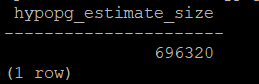 hypopg_estimate_size
----------------------
696320
(1 row)